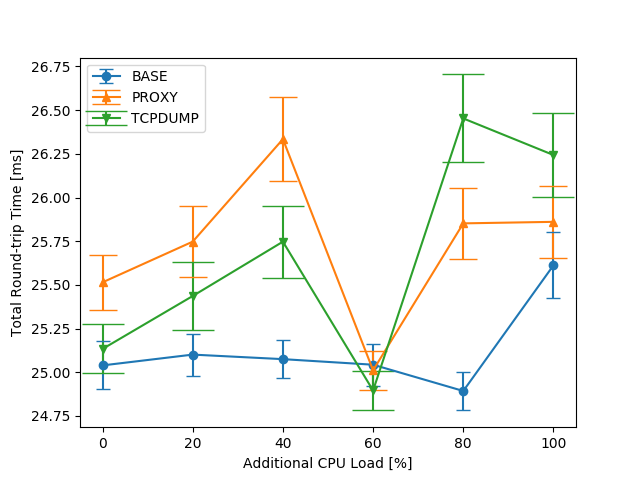 BASE
PROXY
TCPDUMP
Total Round-trip Time [ms]
26.75
26.50
26.25
26.00
25.75
25.50
25.25
25.00
24.75
0 20 40 60 80 100
Additional CPU Load [%]